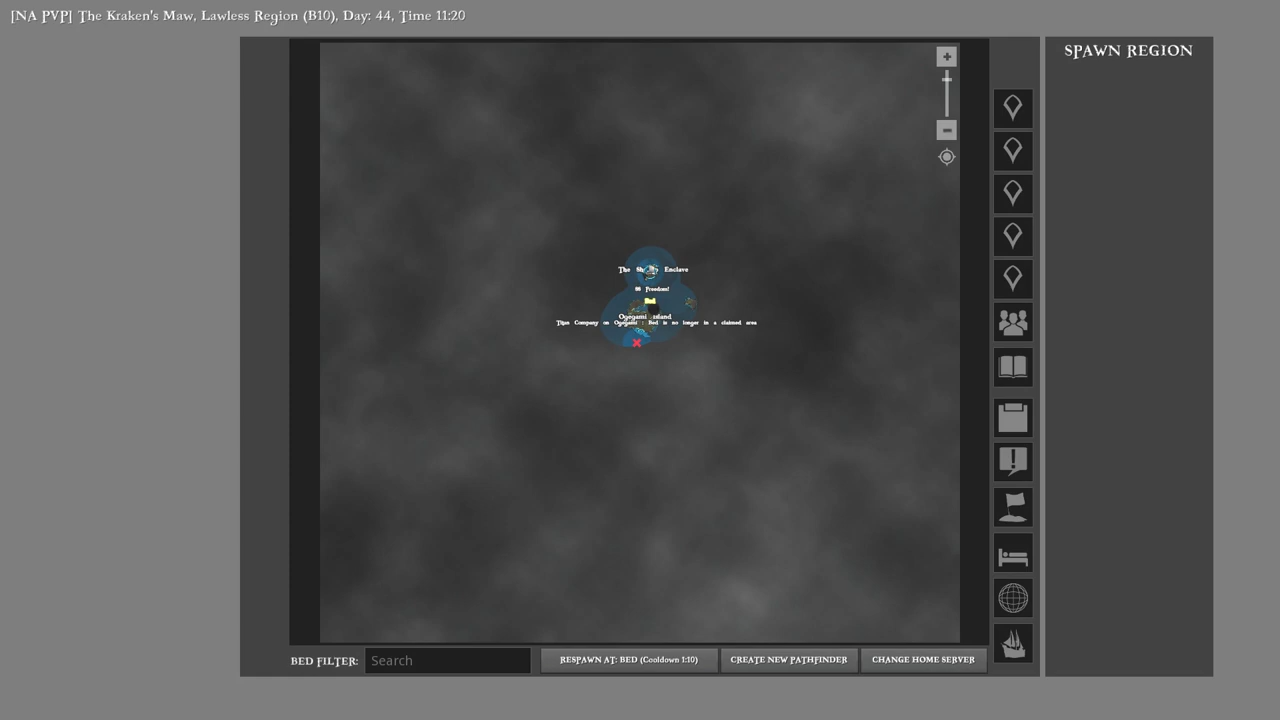 [NA PVP] The Kraken's Maw, Lawless Region (B10), Day: 44, Time 11:20
SPAWN REGION
The Enclave
Freedom!
Bed
Island
Company on Ogegami : Bed is no longer in a claimed area
BED FILTER:
Search
RESPAWN AT: BED (Cooldown 1:10)
CREATE NEW PATHFINDER
CHANGE HOME SERVER